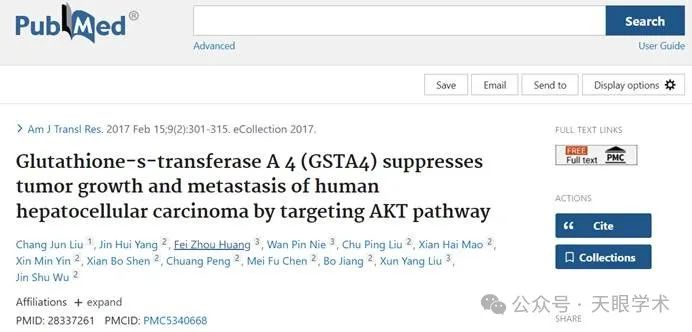 PubMed®
Search
Advanced
User Guide
Save
Email
Send to
Display options
> Am J Transl Res. 2017 Feb 15;9(2):301-315. eCollection 2017.
Glutathione-s-transferase A 4 (GSTA4) suppresses
tumor growth and metastasis of human
hepatocellular carcinoma by targeting AKT pathway
Chang Jun Liu 1, Jin Hui Yang 2, Fei Zhou Huang 3, Wan Pin Nie 3, Chu Ping Liu 2, Xian Hai Mao 2,
Xin Min Yin 2, Xian Bo Shen 2, Chuang Peng 2, Mei Fu Chen 2, Bo Jiang 2, Xun Yang Liu 3,
Jin Shu Wu 2
Affiliations + expand
PMID: 28337261 PMCID: PMC5340668
FULL TEXT LINKS
FREE
Full text PMC
ACTIONS
Cite
Collections
SHARE
公众号 · 天眼学术